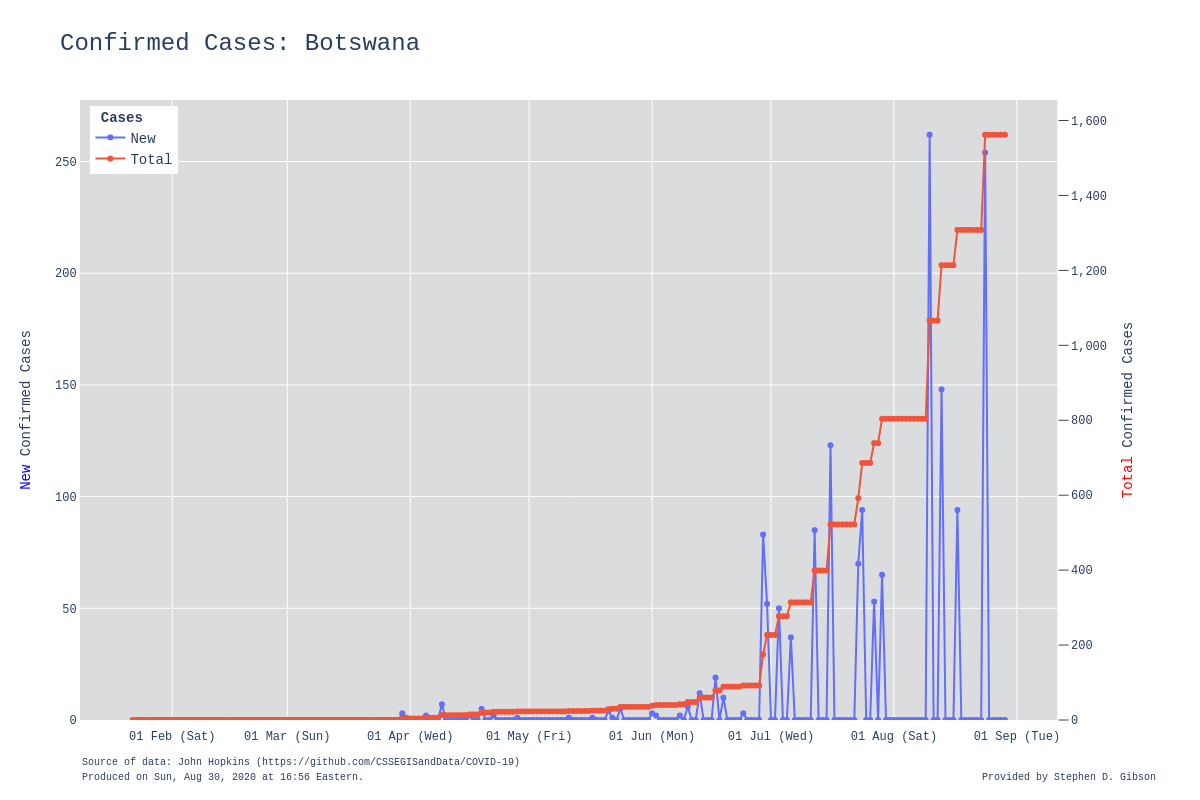 Confirmed Cases: Botswana
Cases
New
Total
250
200
150
100
50
0
1,600
1,400
1,200
1,000
800
600
400
200
0
New Confirmed Cases
Total Confirmed Cases
01 Feb (Sat) 01 Mar (Sun) 01 Apr (Wed) 01 May (Fri) 01 Jun (Mon) 01 Jul (Wed) 01 Aug (Sat) 01 Sep (Tue)
Source of data: John Hopkins (https://github.com/CSSEGISandData/COVID-19)
Produced on Sun, Aug 30, 2020 at 16:56 Eastern.
Provided by Stephen D. Gibson